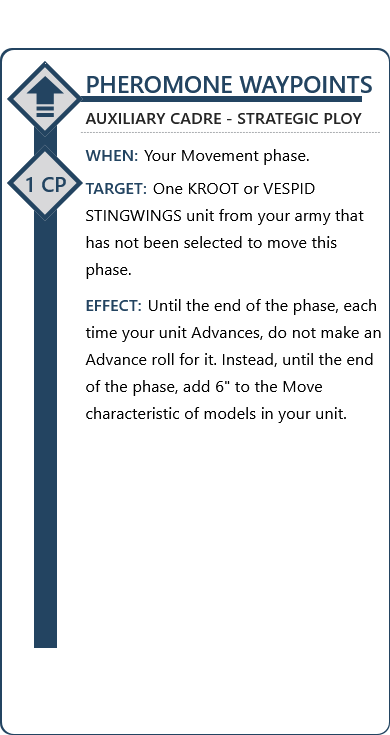 PHEROMONE WAYPOINTS
AUXILIARY CADRE - STRATEGIC PLOY
WHEN: Your Movement phase.
1 CP
TARGET: One KROOT or VESPID
STINGWINGS unit from your army that
has not been selected to move this
phase.
EFFECT: Until the end of the phase, each
time your unit Advances, do not make an
Advance roll for it. Instead, until the end
of the phase, add 6" to the Move
characteristic of models in your unit.